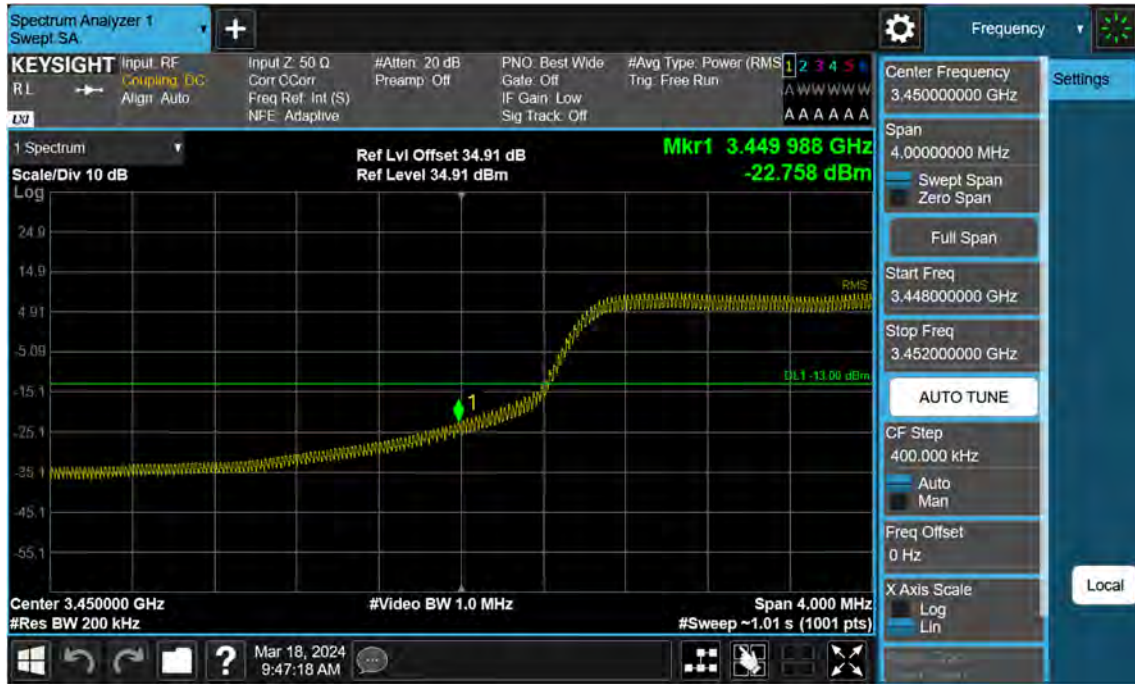 Spectrum Analyzer 1
Swept SA
Frequency
KEYSIGHT
RL
LXI
Input: RF
Coupling: DC
Align: Auto
Input Z: 50 Ω
Corr CCorr
Freq Ref: Int (S)
NFE: Adaptive
#Atten: 20 dB
Preamp: Off
PNO: Best Wide
Gate: Off
IF Gain: Low
Sig Track: Off
#Avg Type: Power (RMS
Trig: Free Run
1 2 3 4 5 6
A W W W W W
A A A A A A
1 Spectrum
Scale/Div 10 dB
Ref Lvl Offset 34.91 dB
Ref Level 34.91 dBm
Mkr1 3.449 988 GHz
-22.758 dBm
Log
24.9
14.9
4.91
-5.09
-15.1
-25.1
-35.1
-45.1
-55.1
RMS
DL1 -13.00 dBm
1
Center 3.450000 GHz
#Res BW 200 kHz
#Video BW 1.0 MHz
Span 4.000 MHz
#Sweep ~1.01 s (1001 pts)
Center Frequency
3.450000000 GHz
Settings
Span
4.00000000 MHz
Swept Span
Zero Span
Full Span
Start Freq
3.448000000 GHz
Stop Freq
3.452000000 GHz
AUTO TUNE
CF Step
400.000 kHz
Auto
Man
Freq Offset
0 Hz
X Axis Scale
Log
Lin
Local
?
Mar 18, 2024
9:47:18 AM